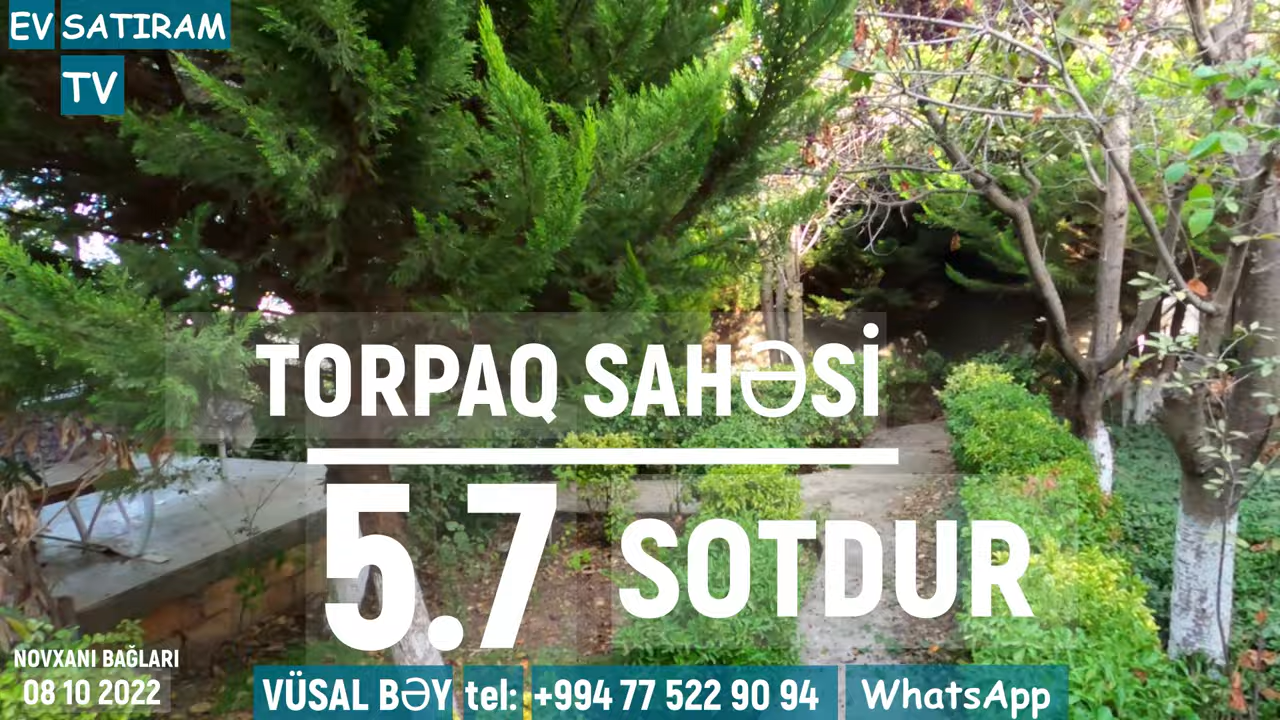 EV SATIRAM
TV
TORPAQ SAHƏSİ
5.7 SOTDUR
NOVXANI BAĞLARI
08 10 2022
VÜSAL BƏY tel: +994 77 522 90 94 WhatsApp